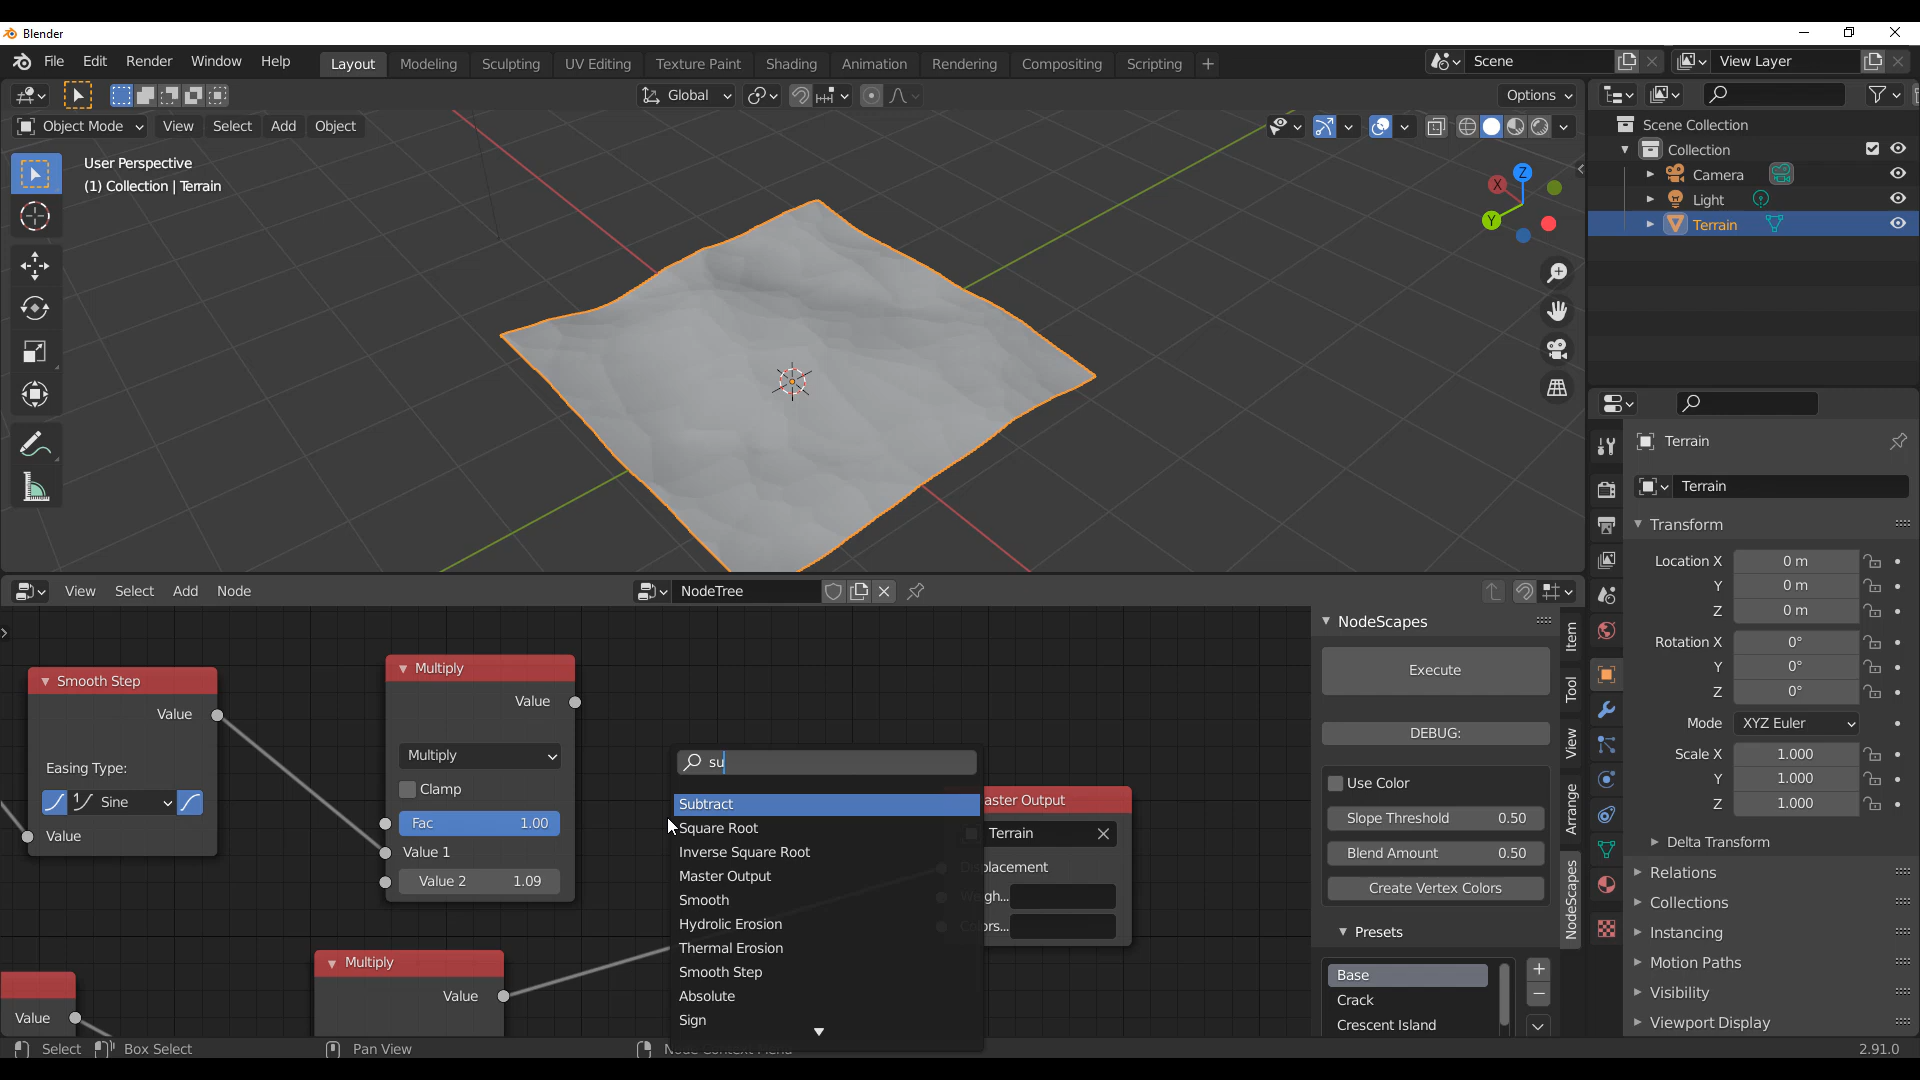 Blender
File Edit Render Window Help
Layout Modeling Sculpting UV Editing Texture Paint Shading Animation Rendering Compositing Scripting +
Scene
View Layer
Global
Options
Object Mode View Select Add Object
User Perspective
(1) Collection | Terrain
X Z Y
Scene Collection
Collection
Camera
Light
Terrain
Terrain
Terrain
Transform
Location X 0 m
Y 0 m
Z 0 m
Rotation X 0°
Y 0°
Z 0°
Mode XYZ Euler
Scale X 1.000
Y 1.000
Z 1.000
Delta Transform
Relations
Collections
Instancing
Motion Paths
Visibility
Viewport Display
View Select Add Node
NodeTree
Smooth Step
Value
Easing Type:
Sine
Value
Multiply
Value
Multiply
Clamp
Fac 1.00
Value 1
Value 2 1.09
Multiply
Value
Value
su
Subtract
Square Root
Inverse Square Root
Master Output
Smooth
Hydrolic Erosion
Thermal Erosion
Smooth Step
Absolute
Sign
aster Output
Terrain
placement
NodeScapes
Execute
DEBUG:
Use Color
Slope Threshold 0.50
Blend Amount 0.50
Create Vertex Colors
Presets
Base
Crack
Crescent Island
Item
Tool
View
Arrange
NodeScapes
Select Box Select Pan View
2.91.0